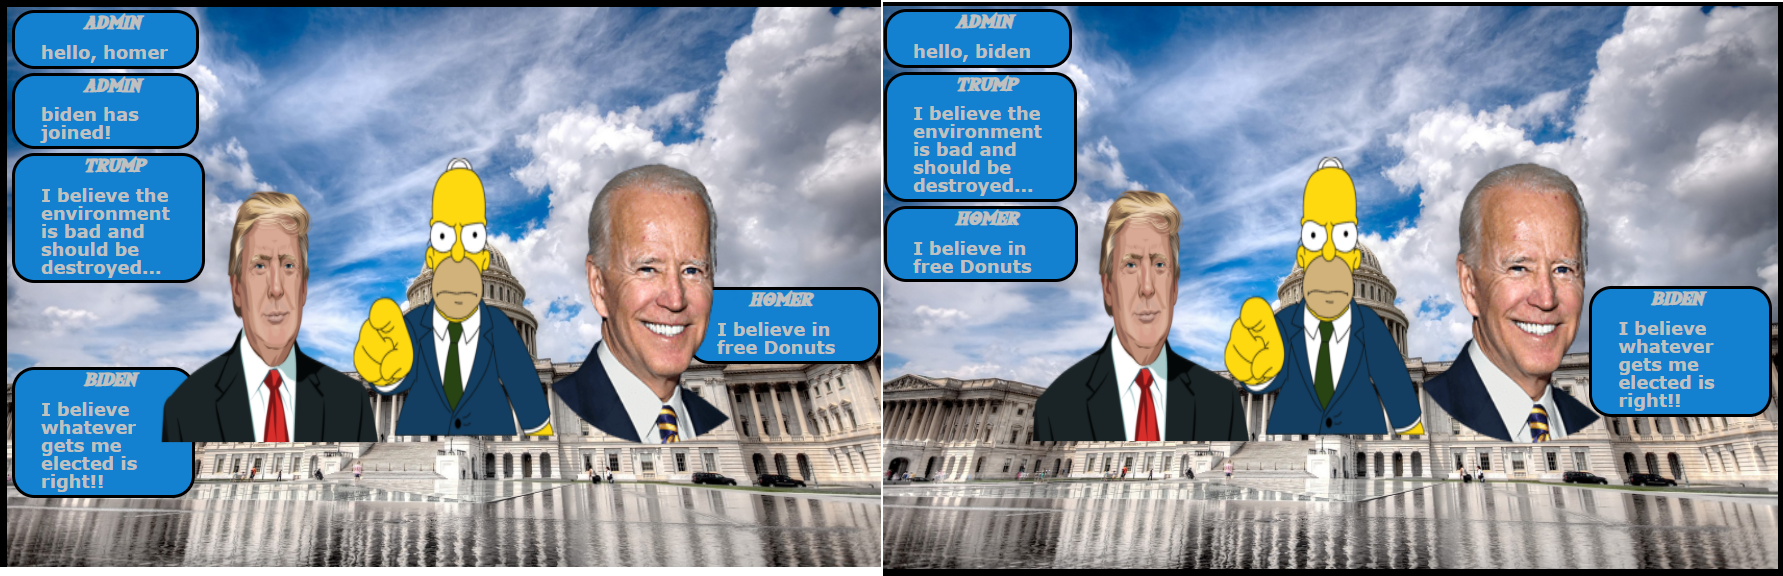 ADMIN
hello, homer
ADMIN
biden has
joined!
TRUMP
I believe the
environment
is bad and
should be
destroyed...
HOMER
I believe in
free Donuts
BIDEN
I believe
whatever
gets me
elected is
right!!
ADMIN
hello, biden
TRUMP
I believe the
environment
is bad and
should be
destroyed...
HOMER
I believe in
free Donuts
BIDEN
I believe
whatever
gets me
elected is
right!!